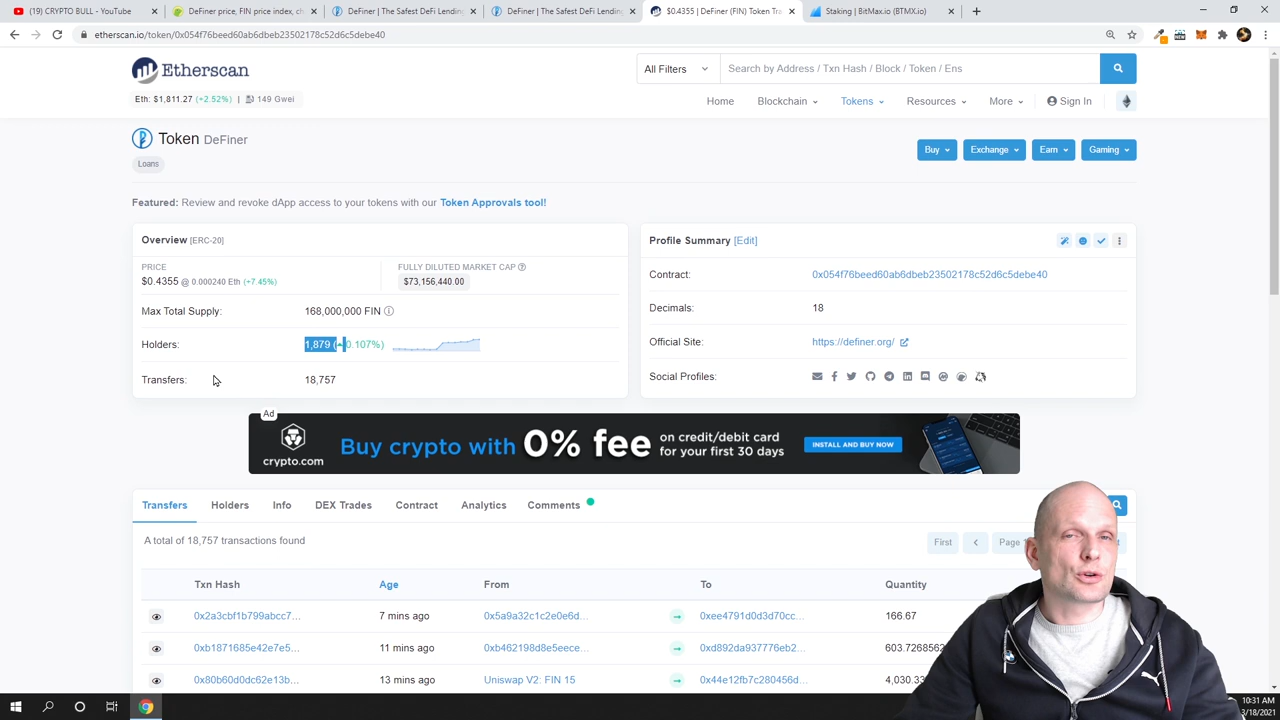 (19) CRYPTO BULL - YouTube
DeFiner price, FIN price index, ch
DeFiner | The Safest DeFi Lending
DeFiner | The Safest DeFi Lending
$0.4355 | DeFiner (FIN) Token Tra
Staking | BitMax.io (BTMX.io)
etherscan.io/token/0x054f76beed60ab6dbeb23502178c52d6c5debe40
Etherscan
All Filters
Search by Address / Txn Hash / Block / Token / Ens
Eth: $1,811.27 (+2.52%) | 149 Gwei
Home
Blockchain
Tokens
Resources
More
Sign In
Token DeFiner
Loans
Buy
Exchange
Earn
Gaming
Featured: Review and revoke dApp access to your tokens with our Token Approvals tool!
Overview [ERC-20]
PRICE
$0.4355 @ 0.000240 Eth (+7.45%)
FULLY DILUTED MARKET CAP
$73,156,440.00
Max Total Supply: 168,000,000 FIN
Holders: 1,879 (0.107%)
Transfers: 18,757
Profile Summary [Edit]
Contract: 0x054f76beed60ab6dbeb23502178c52d6c5debe40
Decimals: 18
Official Site: https://definer.org/
Social Profiles:
Ad
crypto.com
Buy crypto with 0% fee
on credit/debit card
for your first 30 days
INSTALL AND BUY NOW
Transfers
Holders
Info
DEX Trades
Contract
Analytics
Comments
A total of 18,757 transactions found
First
Page
Txn Hash Age From To Quantity
0x2a3cbf1b799abcc7... 7 mins ago 0x5a9a32c1c2e0e6d... 0xee4791d0d3d70cc... 166.67
0xb1871685e42e7e5... 11 mins ago 0xb462198d8e5eece... 0xd892da937776eb2... 603.7268562
0x80b60d0dc62e13b... 13 mins ago Uniswap V2: FIN 15 0x44e12fb7c280456d... 4,030.33
10:31 AM
3/18/2021